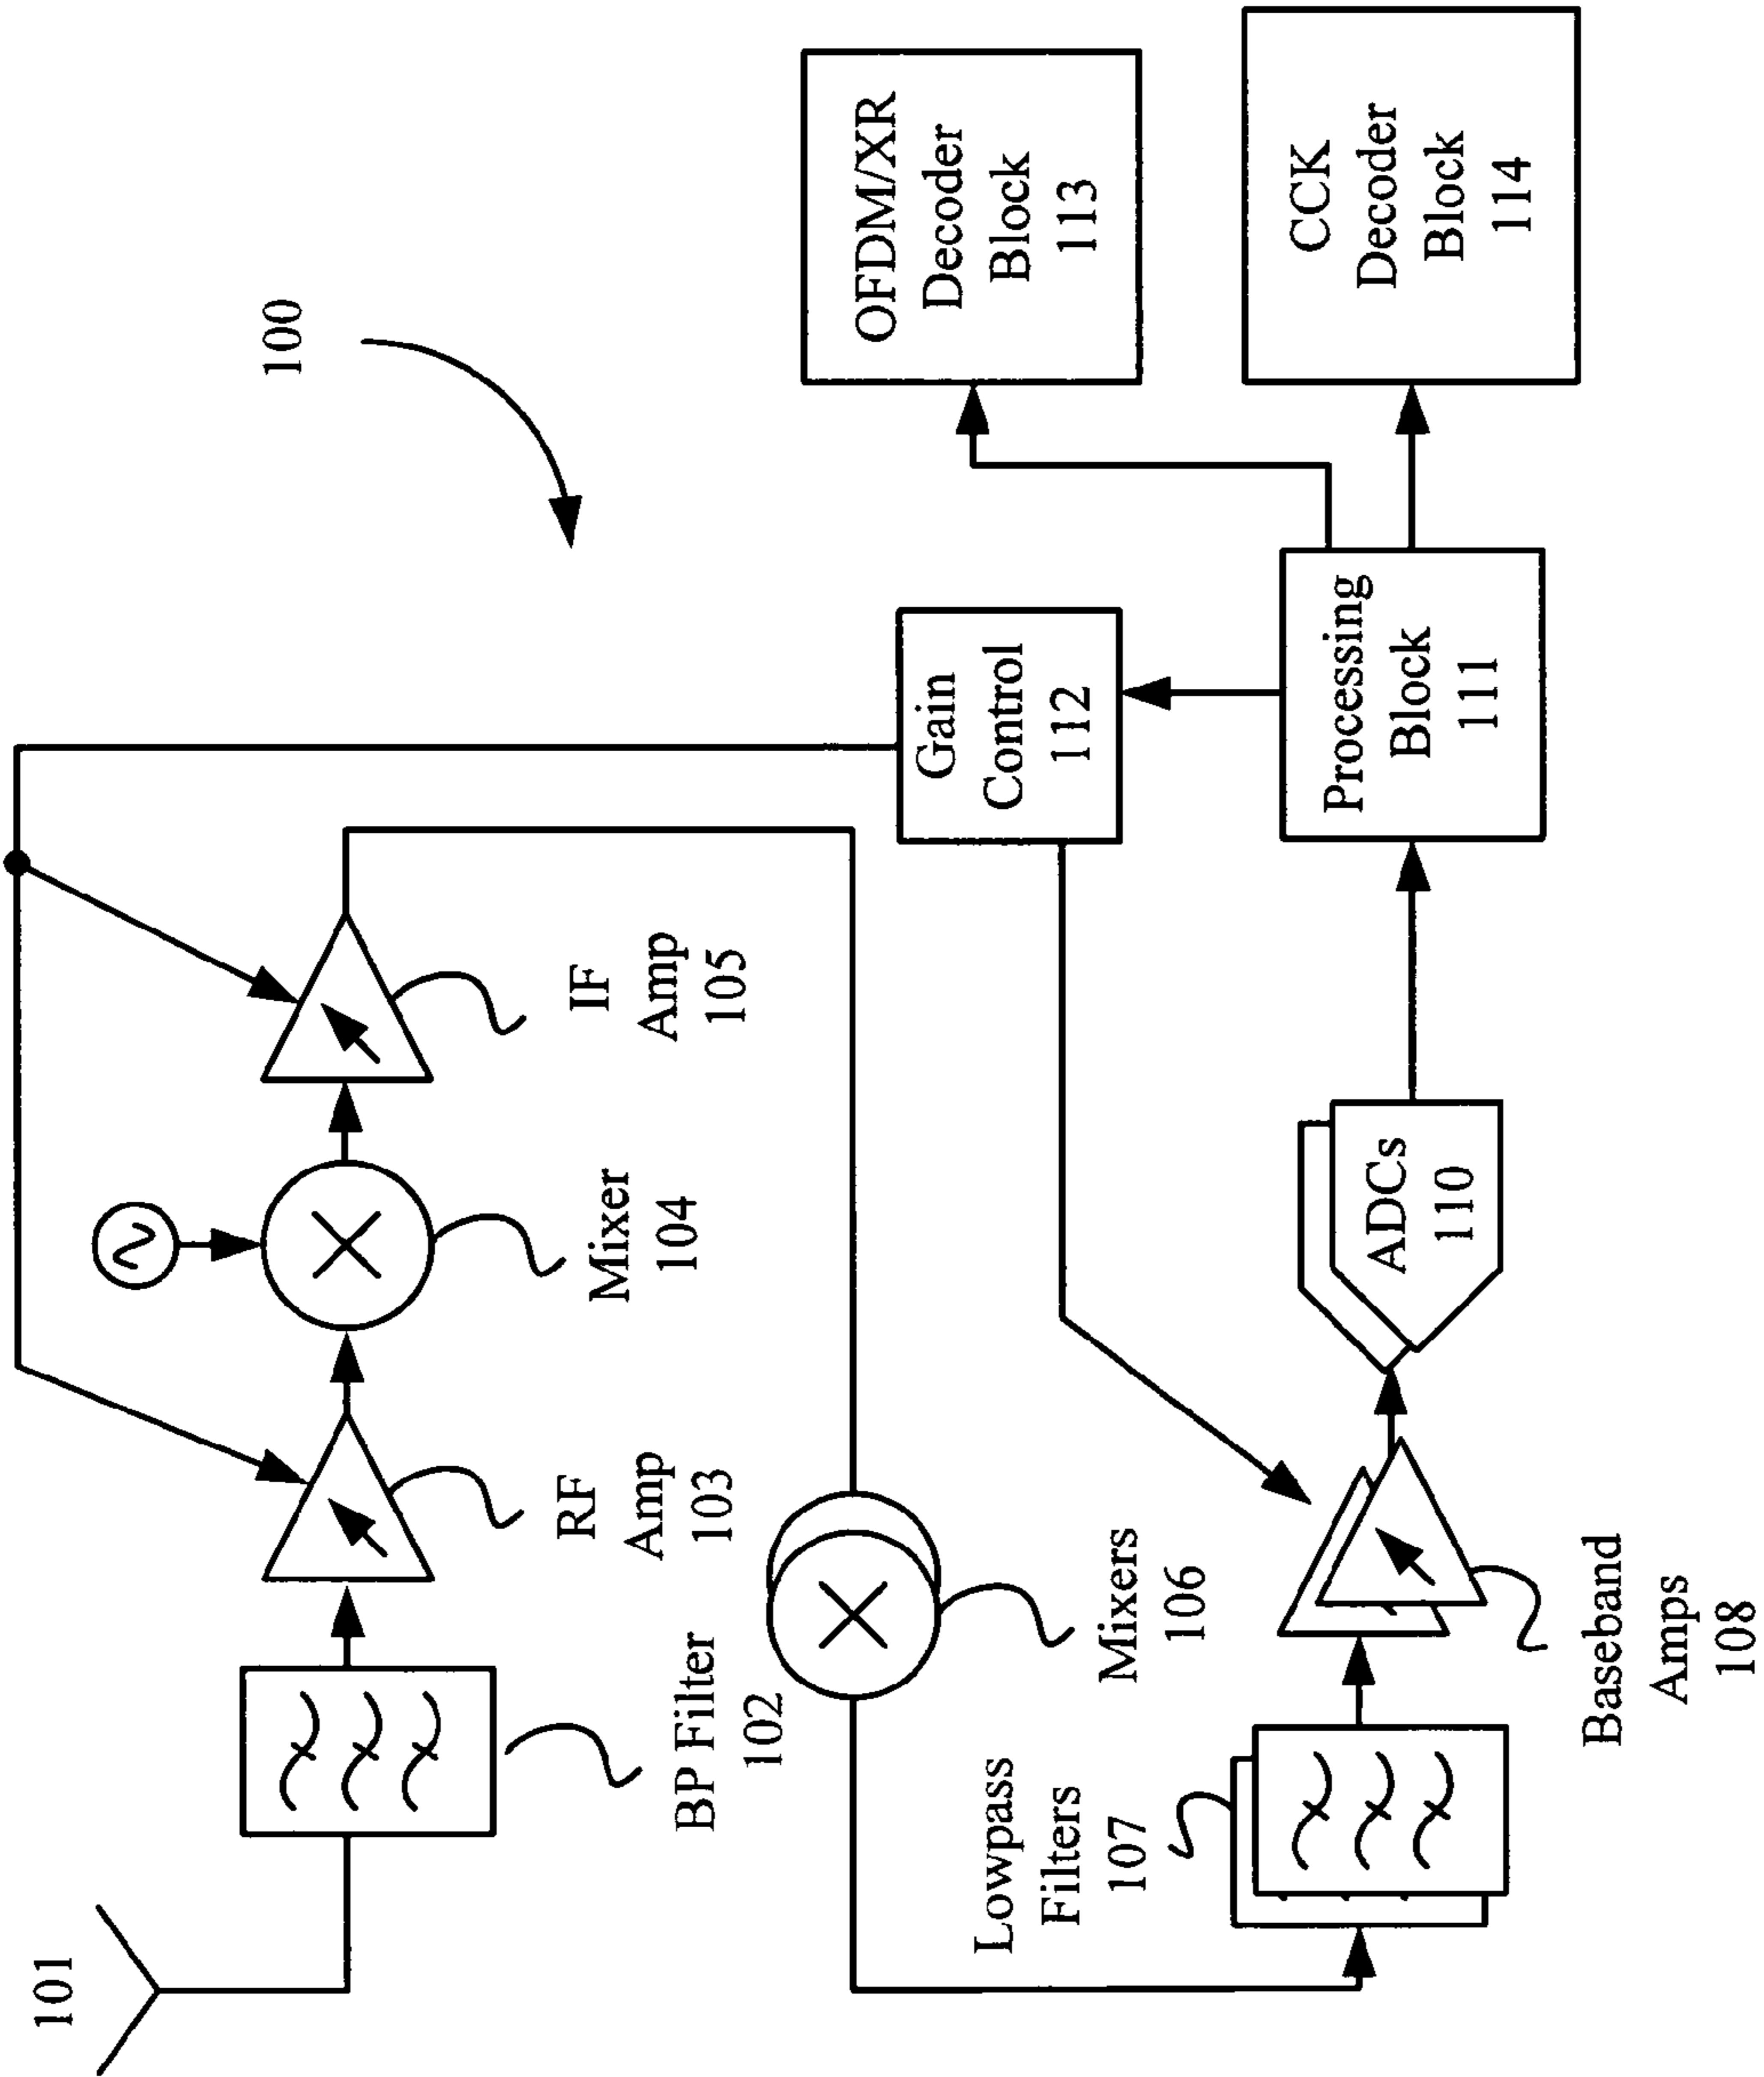 100
101
BP Filter
102
RF
Amp
103
Mixer
104
IF
Amp
105
Mixers
106
Gain
Control
112
OFDM/XR
Decoder
Block
113
Lowpass
Filters
107
Baseband
Amps
108
ADCs
110
Processing
Block
111
CCK
Decoder
Block
114